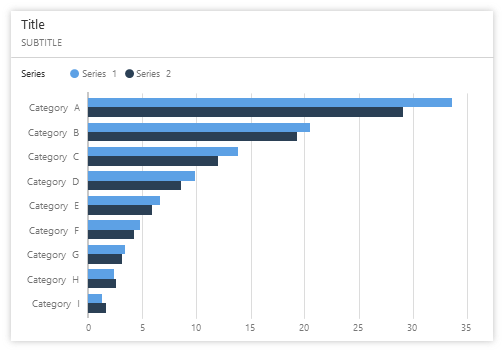 Title
SUBTITLE
Series Series 1 Series 2
Category A
Category B
Category C
Category D
Category E
Category F
Category G
Category H
Category I
0 5 10 15 20 25 30 35